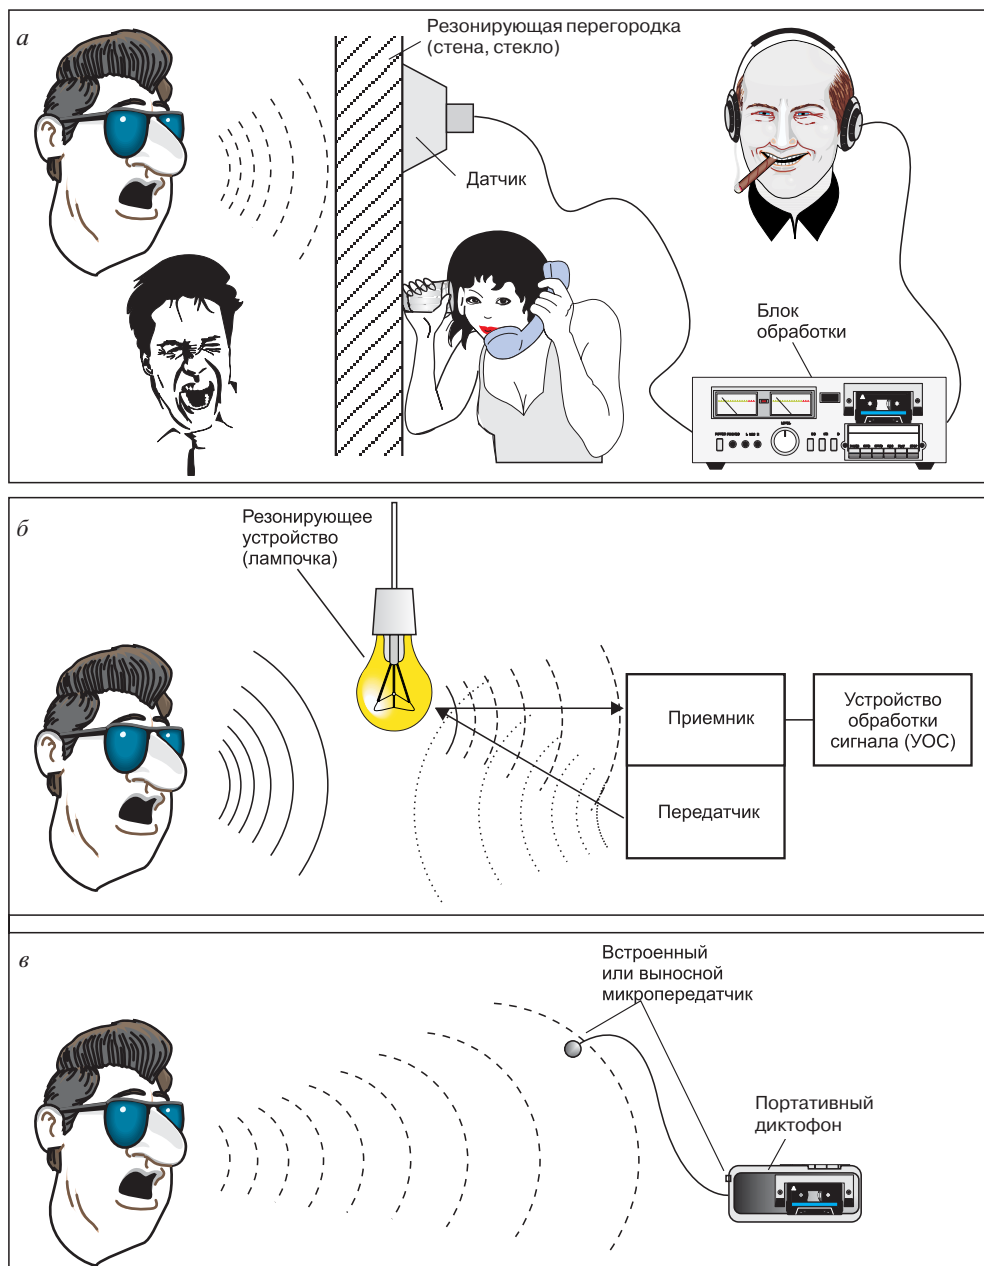 а
Резонирующая перегородка
(стена, стекло)
Датчик
Блок
обработки
б
Резонирующее
устройство
(лампочка)
Приемник
Устройство
обработки
сигнала (УОС)
Передатчик
в
Встроенный
или выносной
микропередатчик
Портативный
диктофон